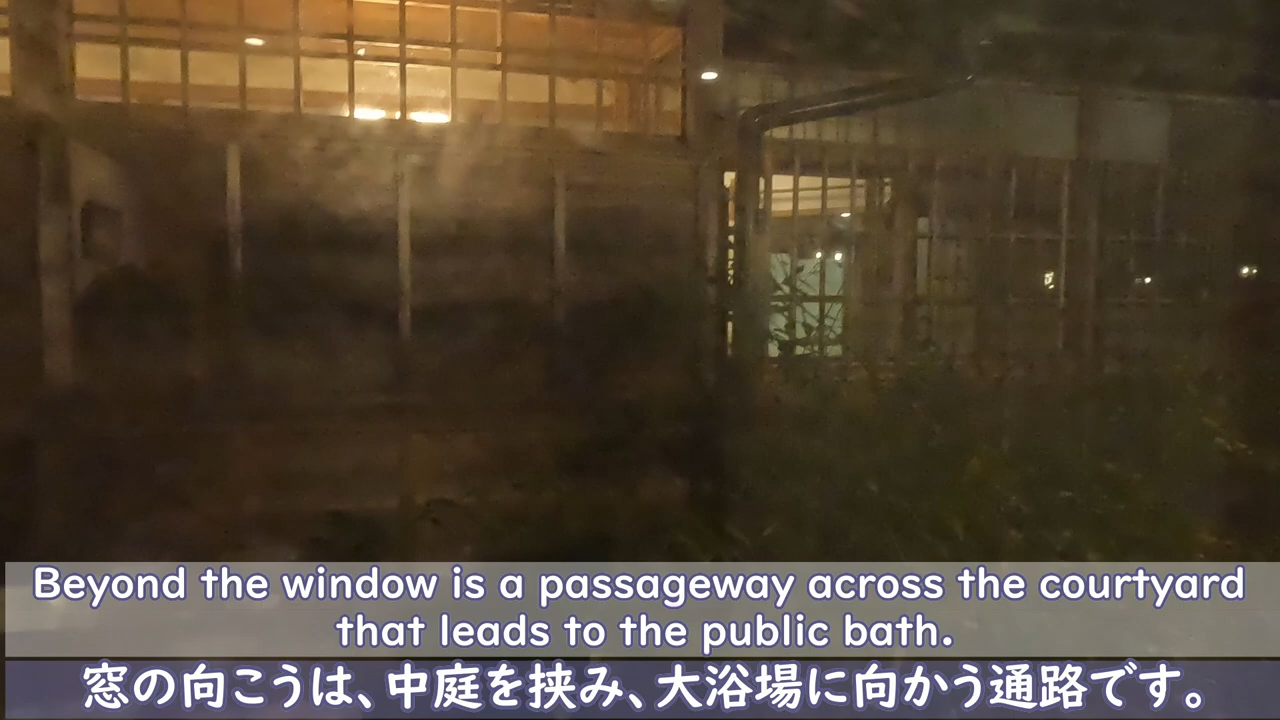 Beyond the window is a passageway across the courtyard
that leads to the public bath.
窓の向こうは、中庭を挟み、大浴場に向かう通路です。